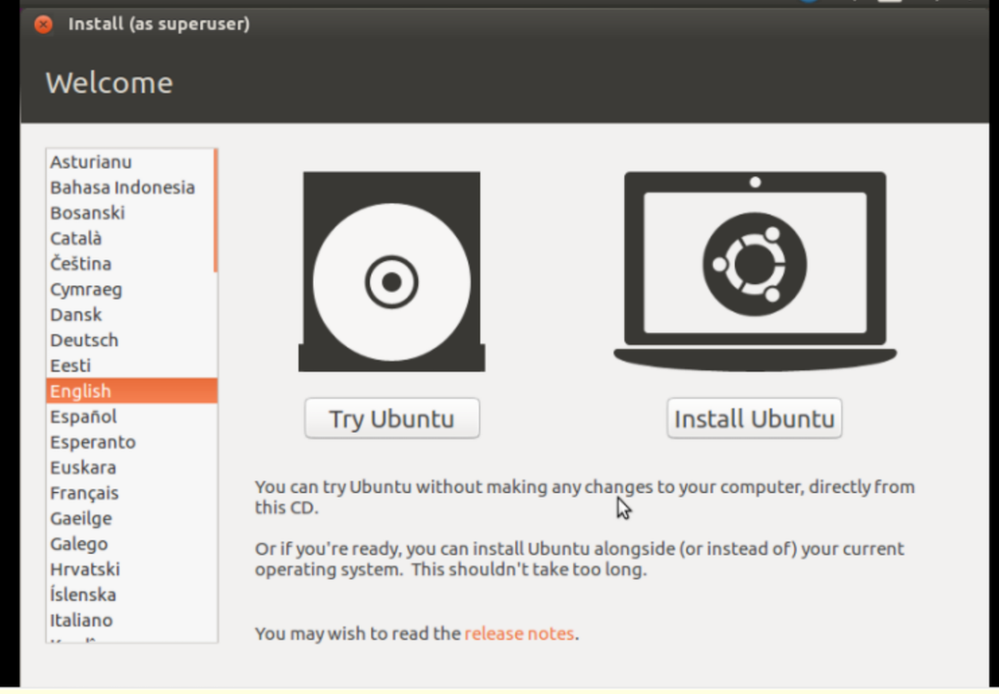 Install (as superuser)
Welcome
Asturianu
Bahasa Indonesia
Bosanski
Català
Čeština
Cymraeg
Dansk
Deutsch
Eesti
English
Español
Esperanto
Euskara
Français
Gaeilge
Galego
Hrvatski
Íslenska
Italiano
Try Ubuntu
Install Ubuntu
You can try Ubuntu without making any changes to your computer, directly from
this CD.
Or if you're ready, you can install Ubuntu alongside (or instead of) your current
operating system. This shouldn't take too long.
You may wish to read the release notes.